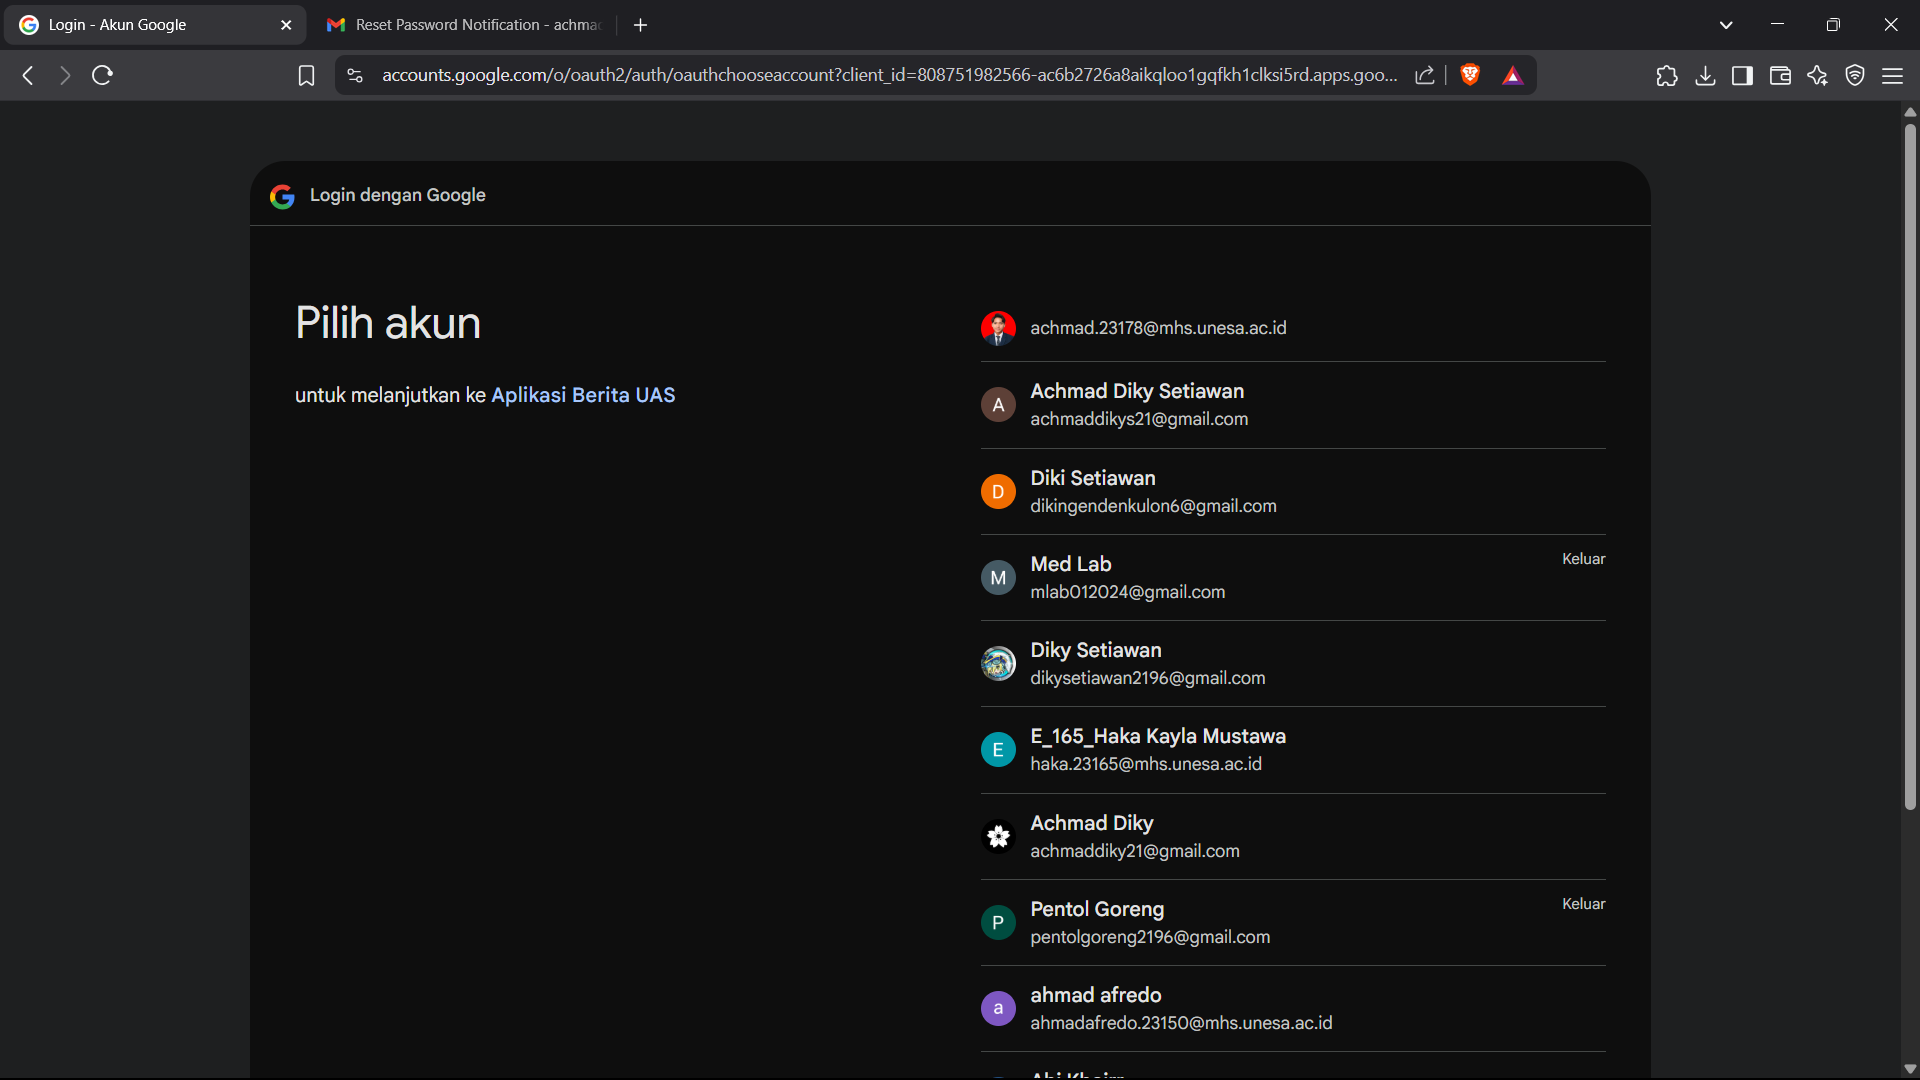 Login - Akun Google
Reset Password Notification - achma
accounts.google.com/o/oauth2/auth/oauthchooseaccount?client_id=808751982566-ac6b2726a8aikqloo1gqfkh1clksi5rd.apps.goo...
Login dengan Google
Pilih akun
untuk melanjutkan ke Aplikasi Berita UAS
achmad.23178@mhs.unesa.ac.id
A
Achmad Diky Setiawan
achmaddikys21@gmail.com
D
Diki Setiawan
dikingendenkulon6@gmail.com
M
Med Lab
mlab012024@gmail.com
Keluar
Diky Setiawan
dikysetiawan2196@gmail.com
E
E_165_Haka Kayla Mustawa
haka.23165@mhs.unesa.ac.id
Achmad Diky
achmaddiky21@gmail.com
P
Pentol Goreng
pentolgoreng2196@gmail.com
Keluar
a
ahmad afredo
ahmadafredo.23150@mhs.unesa.ac.id